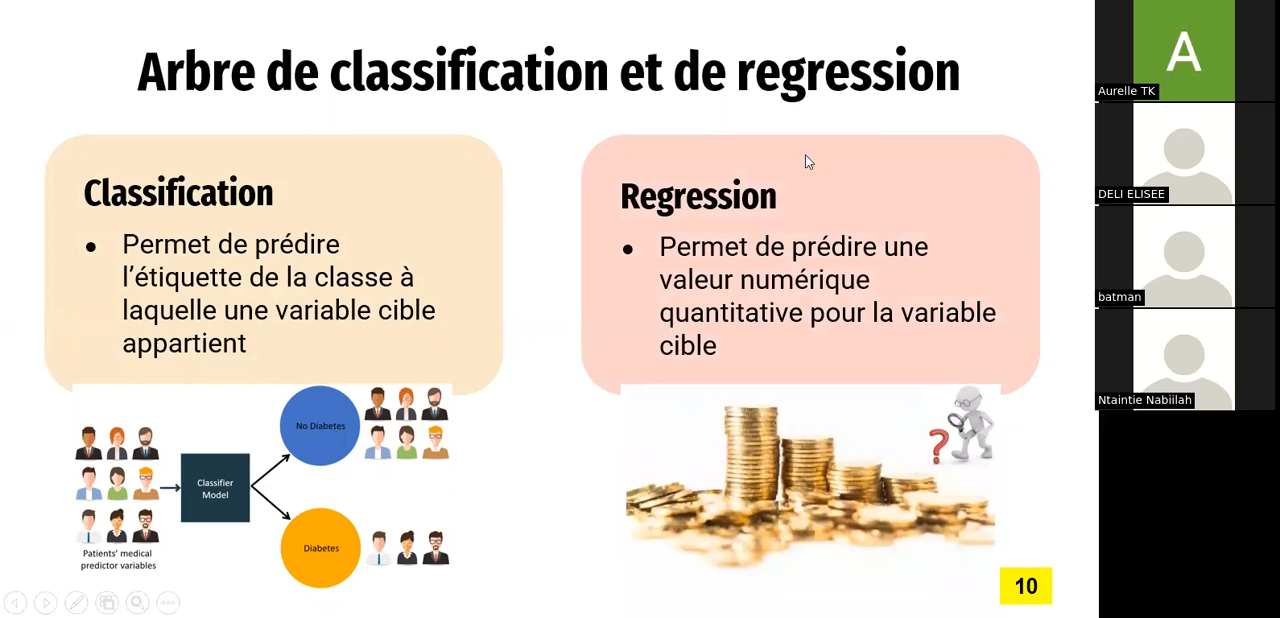 Arbre de classification et de regression
Classification
● Permet de prédire
l’étiquette de la classe à
laquelle une variable cible
appartient
Regression
● Permet de prédire une
valeur numérique
quantitative pour la variable
cible
No Diabetes
Classifier
Model
Diabetes
Patients’ medical
predictor variables
?
10
A
Aurelle TK
DELI ELISEE
batman
Ntaintie Nabiilah